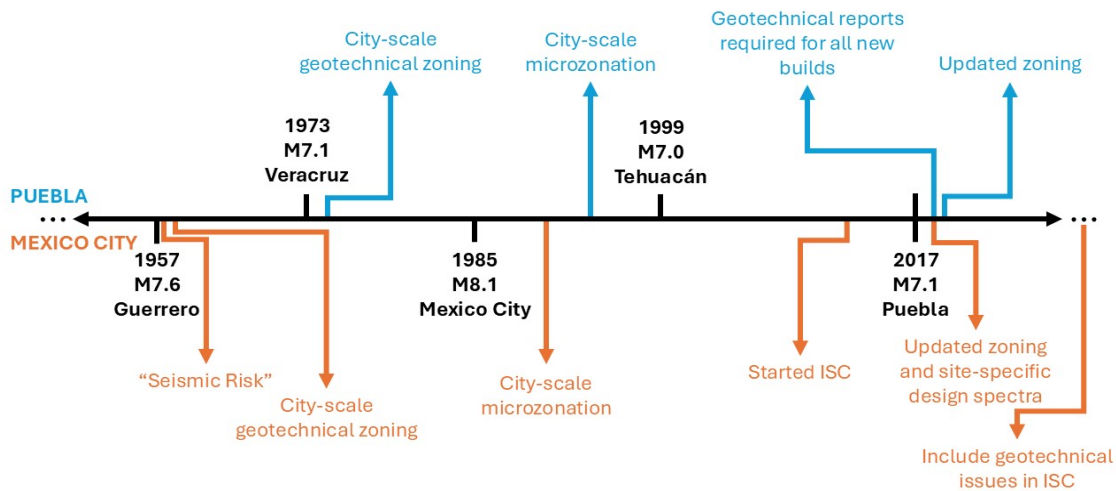 City-scale
geotechnical zoning
City-scale
microzonation
Geotechnical reports
required for all new
builds
Updated zoning
1973
M7.1
Veracruz
1999
M7.0
Tehuacán
PUEBLA
...
...
MEXICO CITY
1957
M7.6
Guerrero
1985
M8.1
Mexico City
2017
M7.1
Puebla
“Seismic Risk”
City-scale
geotechnical zoning
City-scale
microzonation
Started ISC
Updated zoning
and site-specific
design spectra
Include geotechnical
issues in ISC